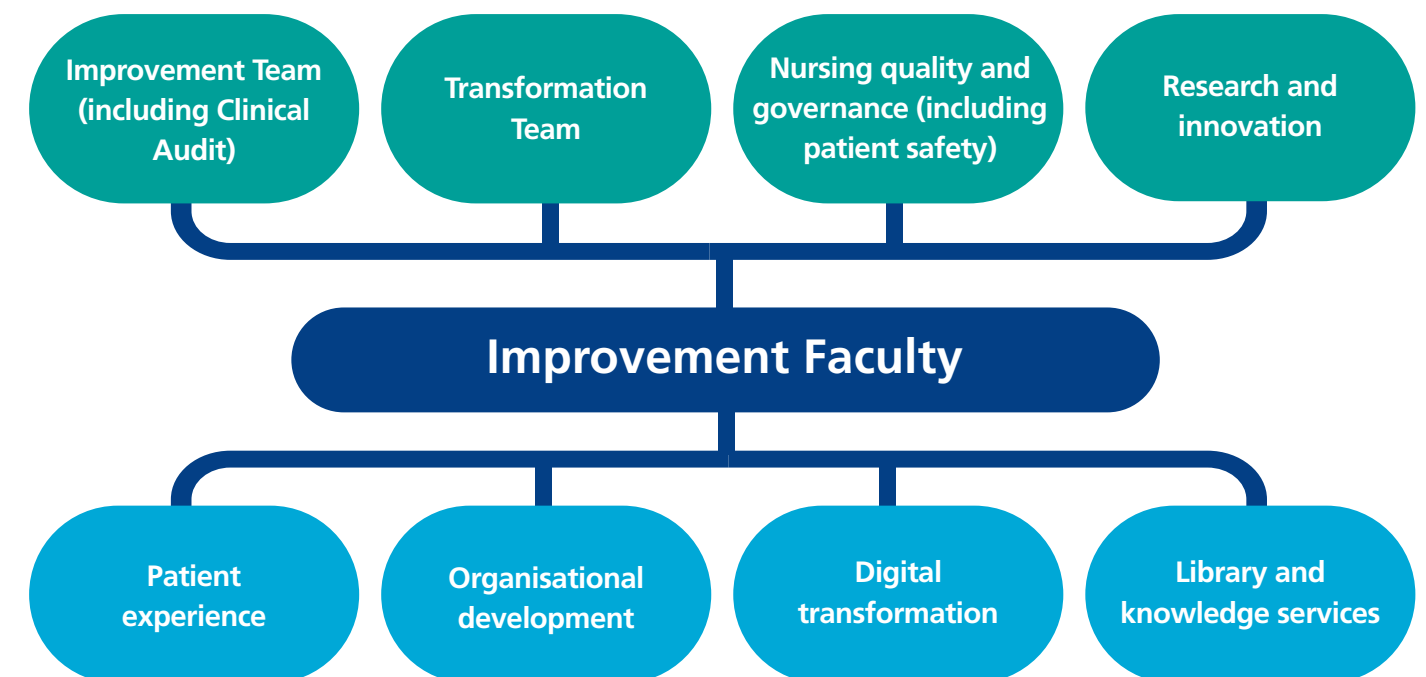 Improvement Team
(including Clinical
Audit)
Transformation
Team
Nursing quality and
governance (including
patient safety)
Research and
innovation
Improvement Faculty
Patient
experience
Organisational
development
Digital
transformation
Library and
knowledge services